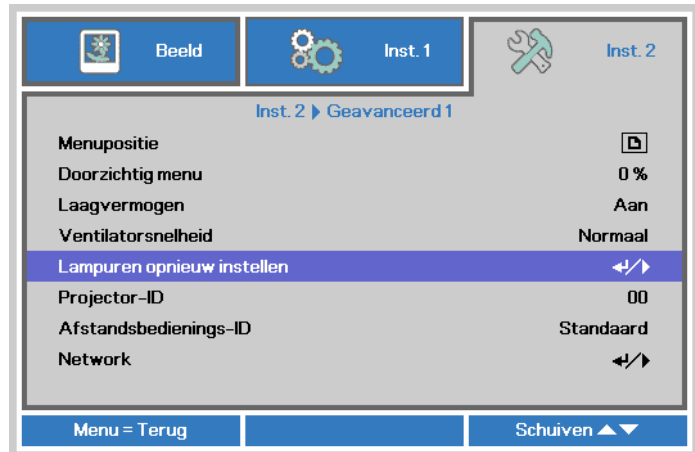 Beeld
Inst. 1
Inst. 2
Inst. 2 ▶ Geavanceerd 1
Menupositie
Doorzichtig menu 0 %
Laagvermogen Aan
Ventilatorsnelheid Normaal
Lampuren opnieuw instellen ↵/▶
Projector-ID 00
Afstandsbedienings-ID Standaard
Network ↵/▶
Menu = Terug Schuiven ▲▼